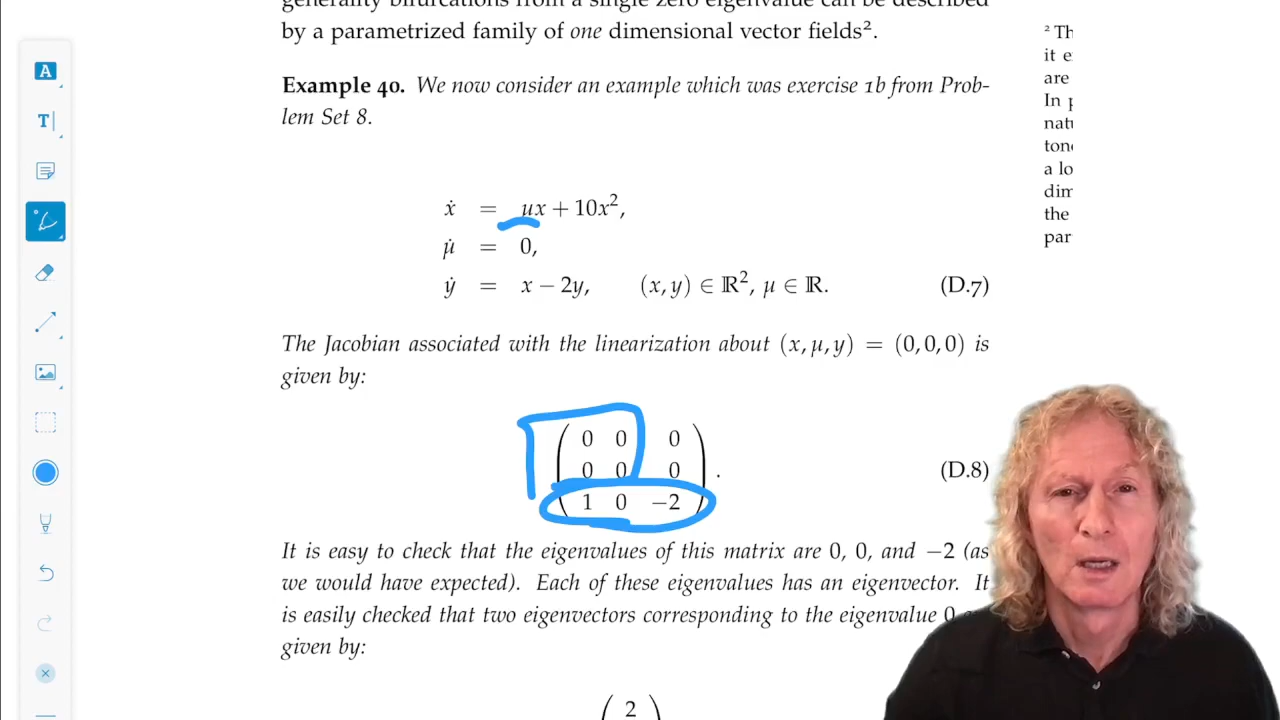 generality bifurcations from a single zero eigenvalue can be described
by a parametrized family of one dimensional vector fields².
Example 40. We now consider an example which was exercise 1b from Prob-
lem Set 8.
ẋ = μx + 10x²,
μ̇ = 0,
ẏ = x − 2y, (x, y) ∈ ℝ², μ ∈ ℝ. (D.7)
The Jacobian associated with the linearization about (x, μ, y) = (0, 0, 0) is
given by:
0 0 0
0 0 0
1 0 −2
. (D.8)
It is easy to check that the eigenvalues of this matrix are 0, 0, and −2 (as
we would have expected). Each of these eigenvalues has an eigenvector. It
is easily checked that two eigenvectors corresponding to the eigenvalue 0
given by:
2
² Th
it e
are
In p
natu
tono
a lo
dim
the
par
A
T